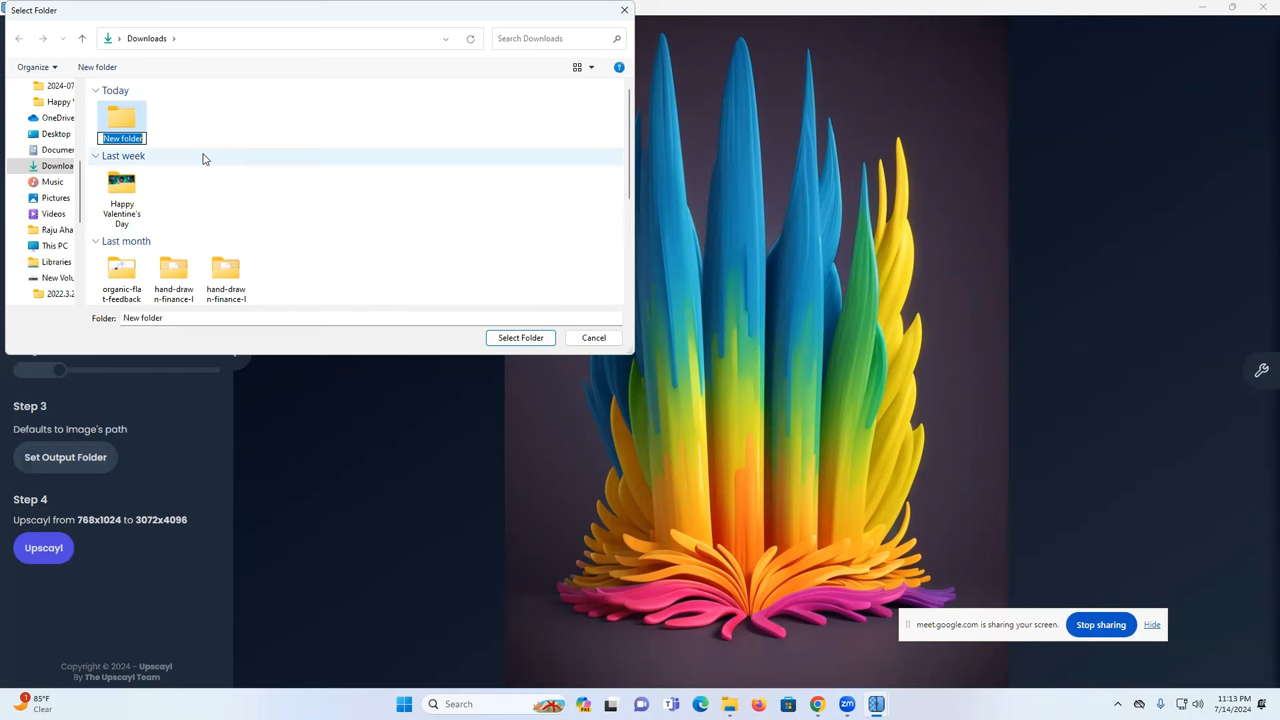 Select Folder
Downloads
Search Downloads
Organize
New folder
2024-07
Happy V
OneDrive
Desktop
Documen
Downloa
Music
Pictures
Videos
Raju Aha
This PC
Libraries
New Volu
2022.3.2
Today
New folder
Last week
Happy
Valentine's
Day
Last month
organic-fla
t-feedback
hand-draw
n-finance-l
hand-draw
n-finance-l
Folder:
New folder
Select Folder
Cancel
Step 3
Defaults to Image's path
Set Output Folder
Step 4
Upscayl from 768x1024 to 3072x4096
Upscayl
Copyright © 2024 - Upscayl
By The Upscayl Team
meet.google.com is sharing your screen.
Stop sharing
Hide
1
85°F
Clear
Search
zm
11:13 PM
7/14/2024